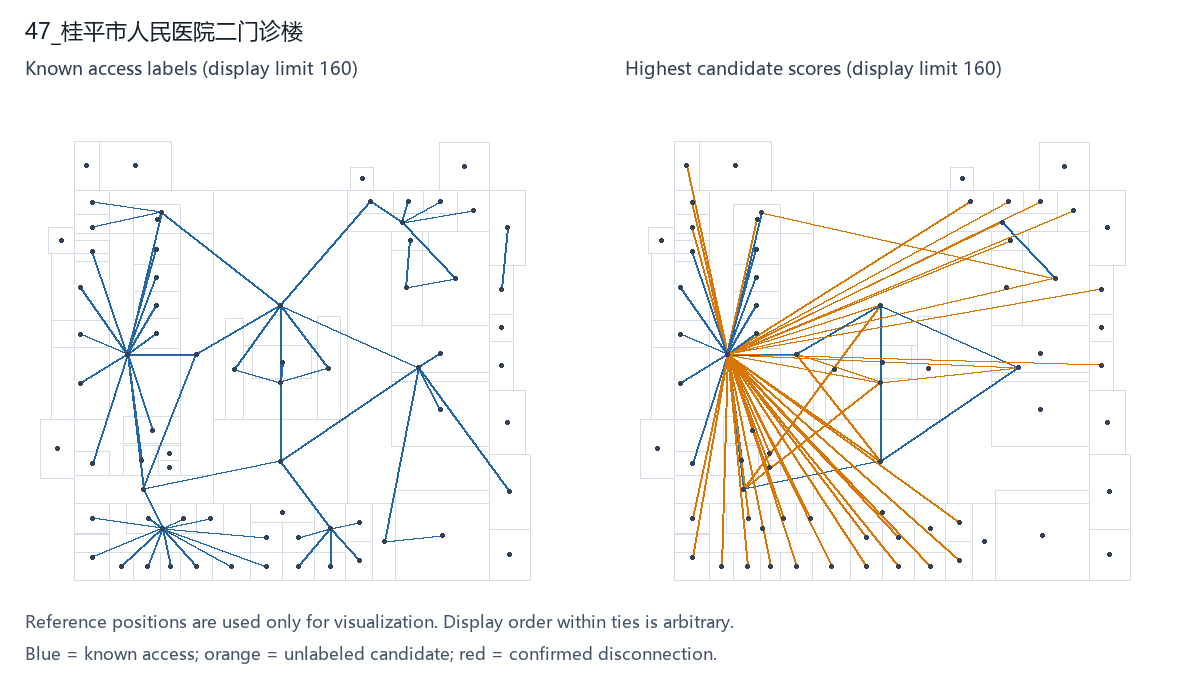 47_桂平市人民医院二门诊楼
Known access labels (display limit 160)
Highest candidate scores (display limit 160)
Reference positions are used only for visualization. Display order within ties is arbitrary.
Blue = known access; orange = unlabeled candidate; red = confirmed disconnection.